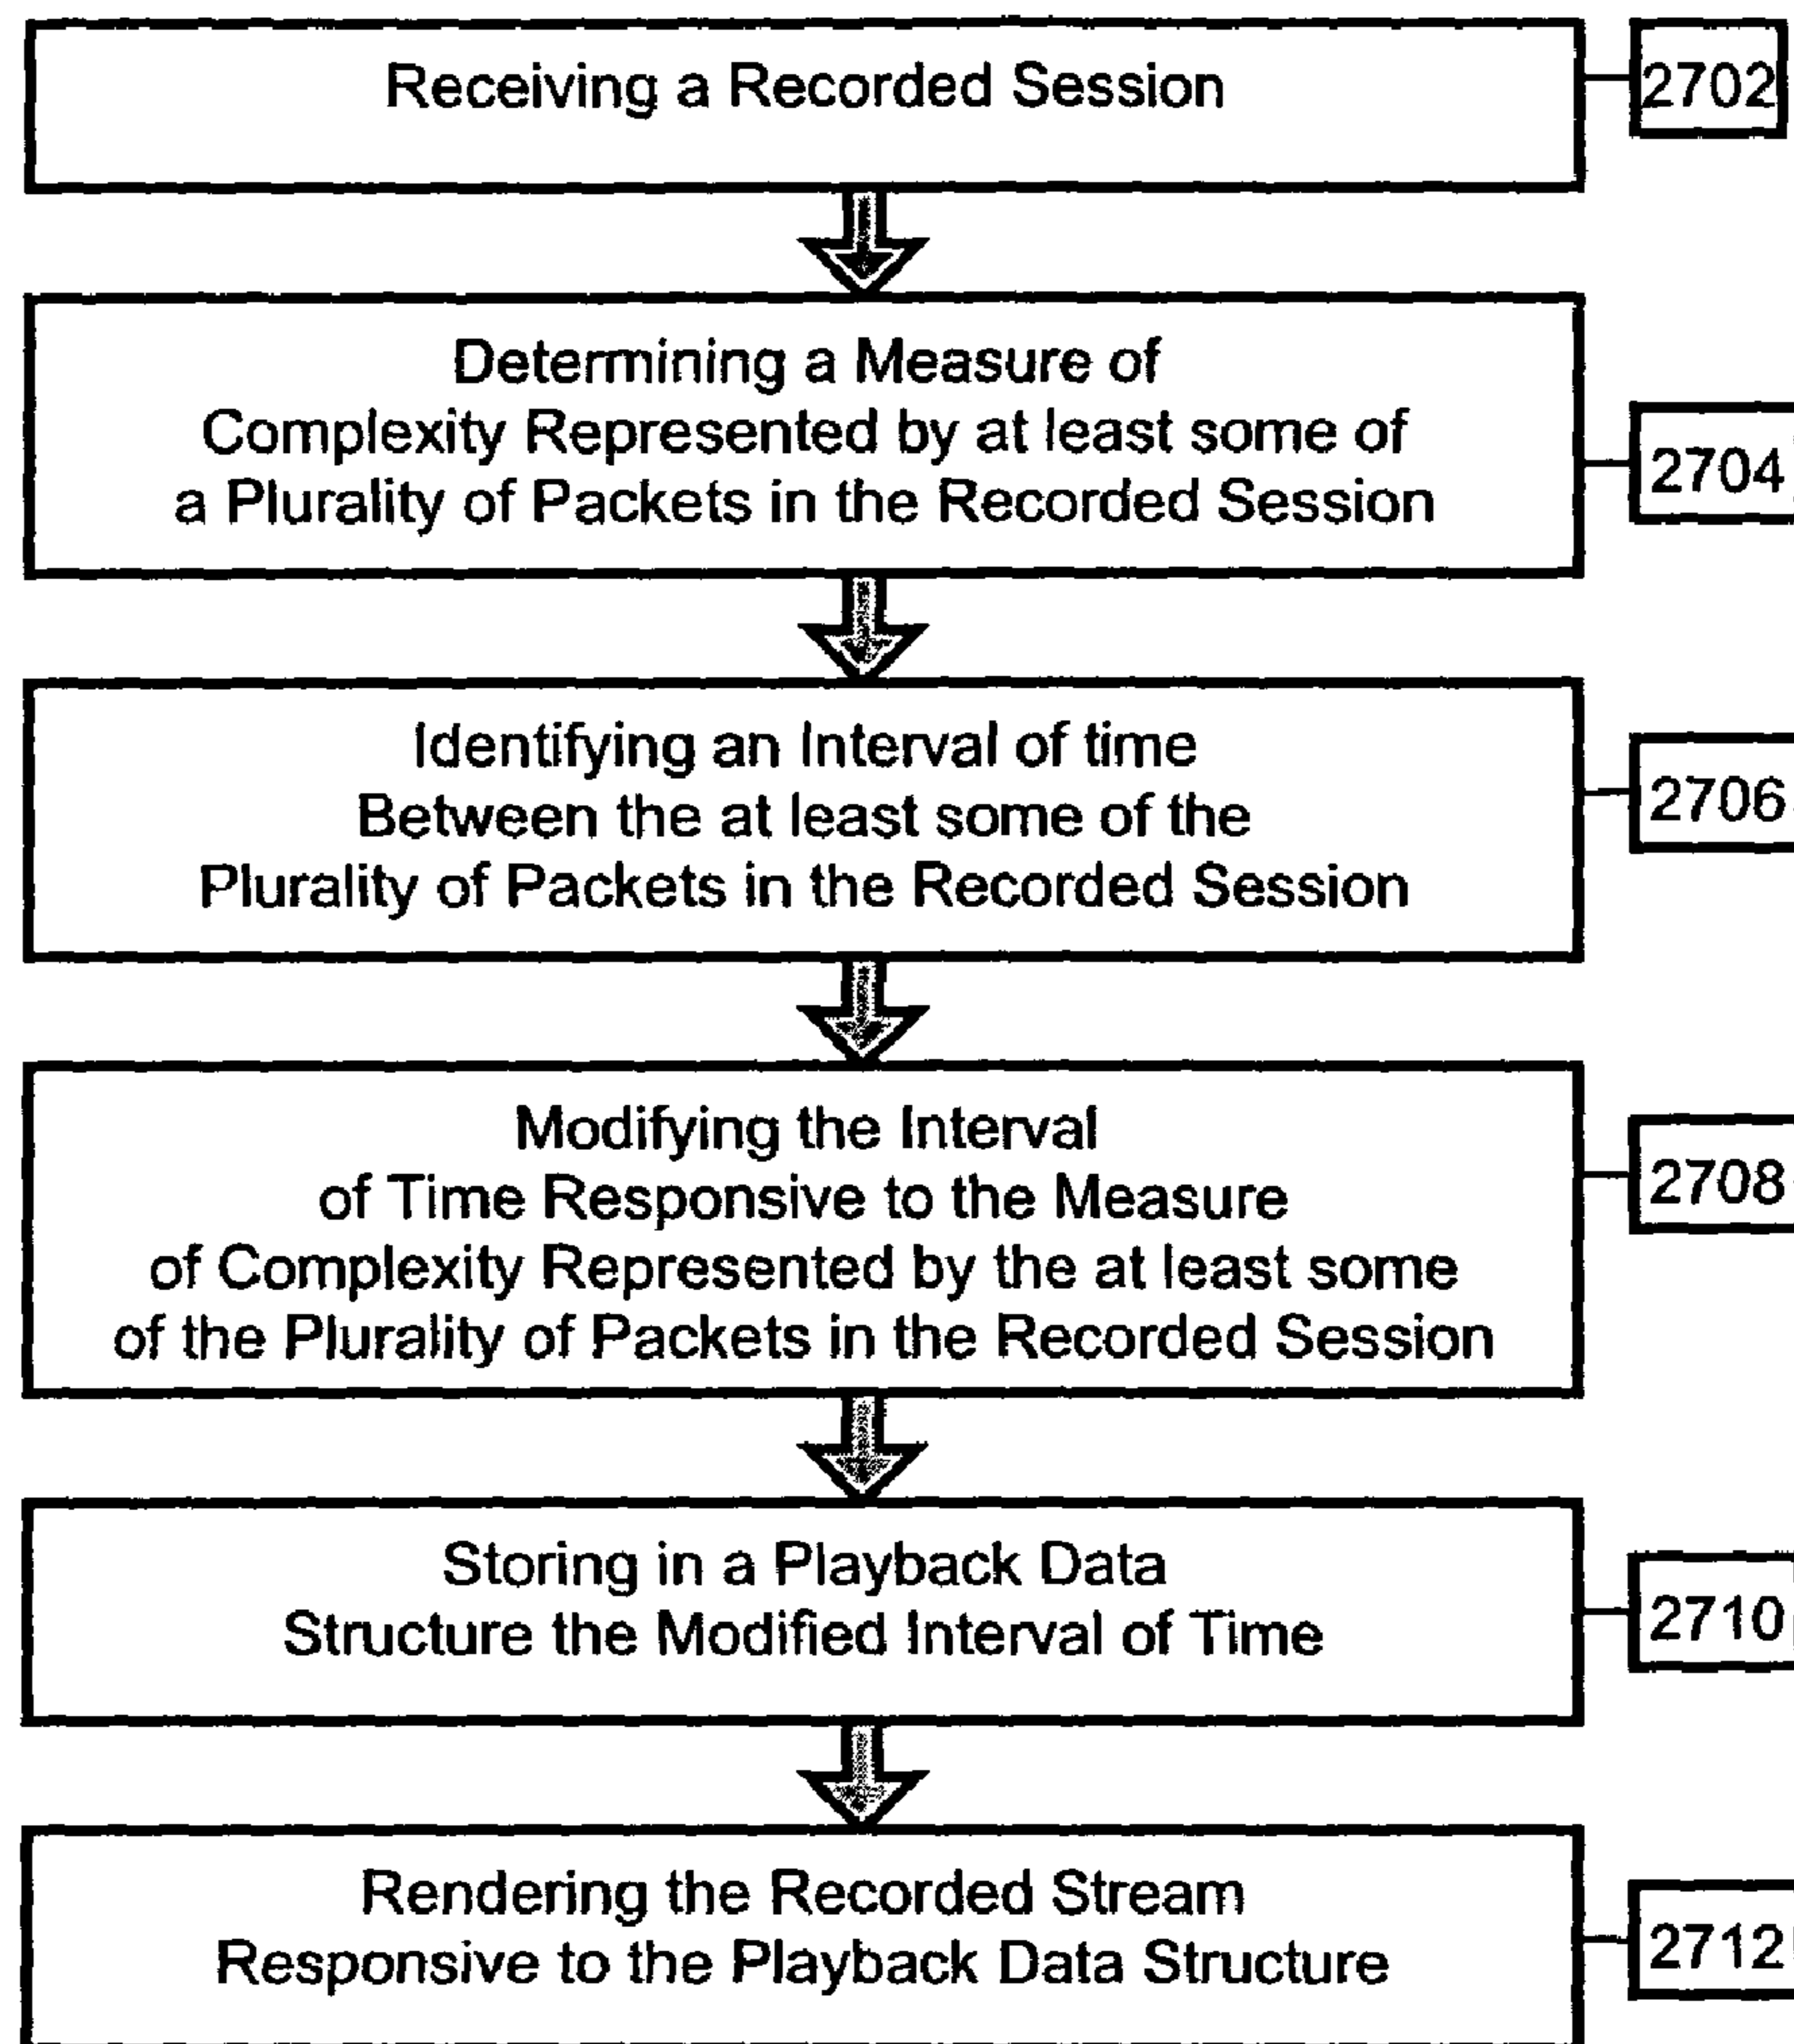 Receiving a Recorded Session
2702
Determining a Measure of
Complexity Represented by at least some of
a Plurality of Packets in the Recorded Session
2704
Identifying an Interval of time
Between the at least some of the
Plurality of Packets in the Recorded Session
2706
Modifying the Interval
of Time Responsive to the Measure
of Complexity Represented by the at least some
of the Plurality of Packets in the Recorded Session
2708
Storing in a Playback Data
Structure the Modified Interval of Time
2710
Rendering the Recorded Stream
Responsive to the Playback Data Structure
2712